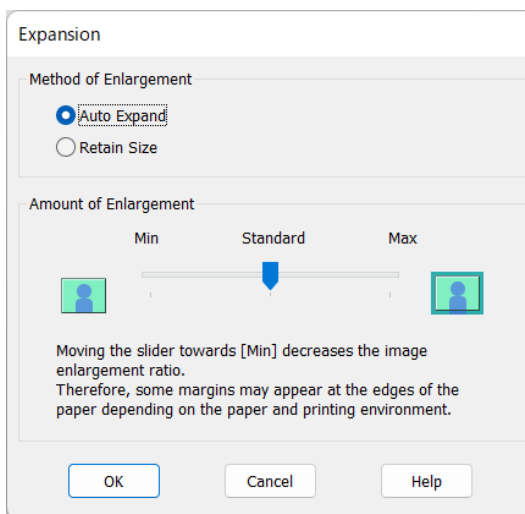 Expansion
Method of Enlargement
Auto Expand
Retain Size
Amount of Enlargement
Min Standard Max
Moving the slider towards [Min] decreases the image
enlargement ratio.
Therefore, some margins may appear at the edges of the
paper depending on the paper and printing environment.
OK Cancel Help